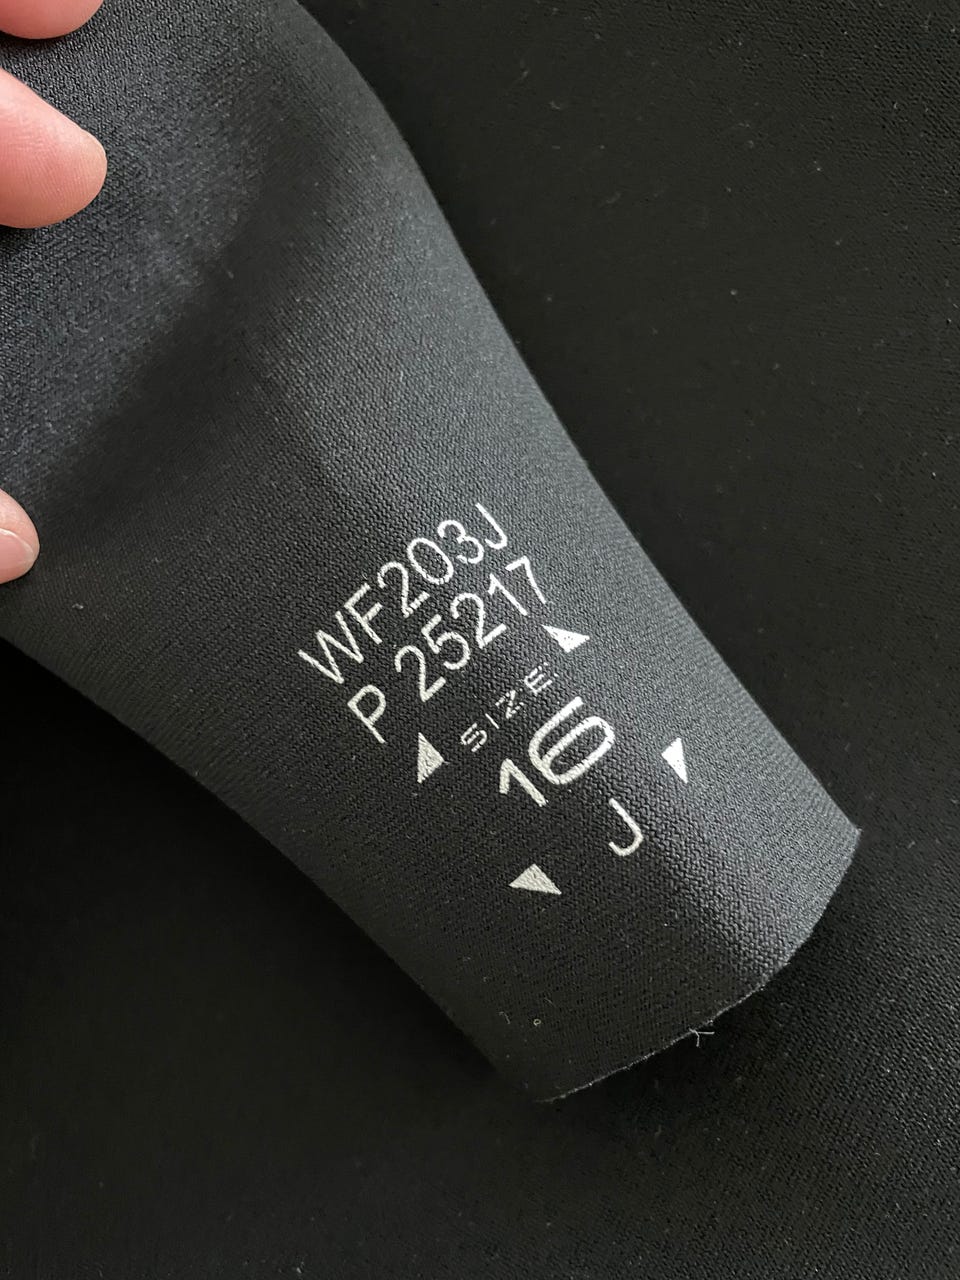 WF203J
P 25217
SIZE:
16
J